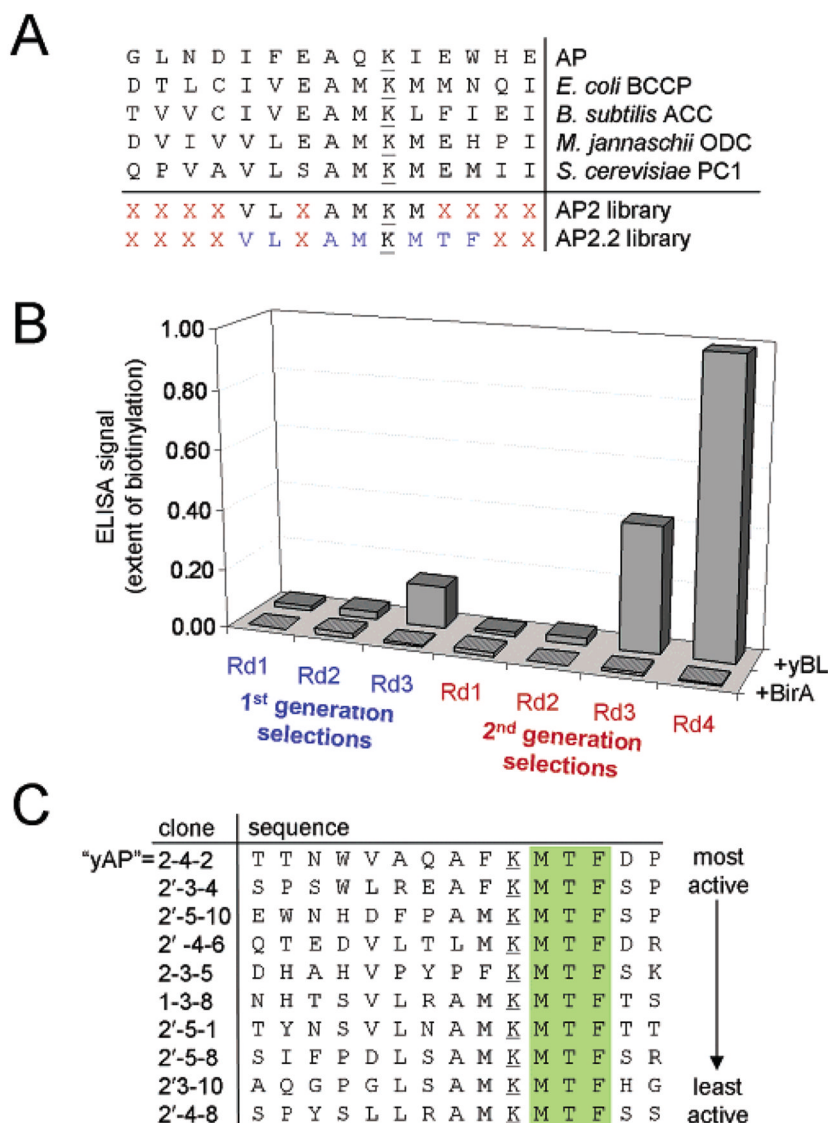 A
G L N D I F E A Q K I E W H E AP
D T L C I V E A M K M M N Q I E. coli BCCP
T V V C I V E A M K L F I E I B. subtilis ACC
D V I V V L E A M K M E H P I M. jannaschii ODC
Q P V A V L S A M K M E M I I S. cerevisiae PC1
X X X X V L X A M K M X X X X AP2 library
X X X X V L X A M K M T F X X AP2.2 library
B
ELISA signal
(extent of biotinylation)
1.00
0.80
0.60
0.40
0.20
0.00
Rd1 Rd2 Rd3 Rd1 Rd2 Rd3 Rd4
1st generation
selections
2nd generation
selections
+yBL
+BirA
C
clone sequence
"yAP"= 2-4-2 T T N W V A Q A F K M T F D P most
2'-3-4 S P S W L R E A F K M T F S P active
2'-5-10 E W N H D F P A M K M T F S P
2' -4-6 Q T E D V L T L M K M T F D R
2-3-5 D H A H V P Y P F K M T F S K
1-3-8 N H T S V L R A M K M T F T S
2'-5-1 T Y N S V L N A M K M T F T T
2'-5-8 S I F P D L S A M K M T F S R
2'3-10 A Q G P G L S A M K M T F H G least
2'-4-8 S P Y S L L R A M K M T F S S active